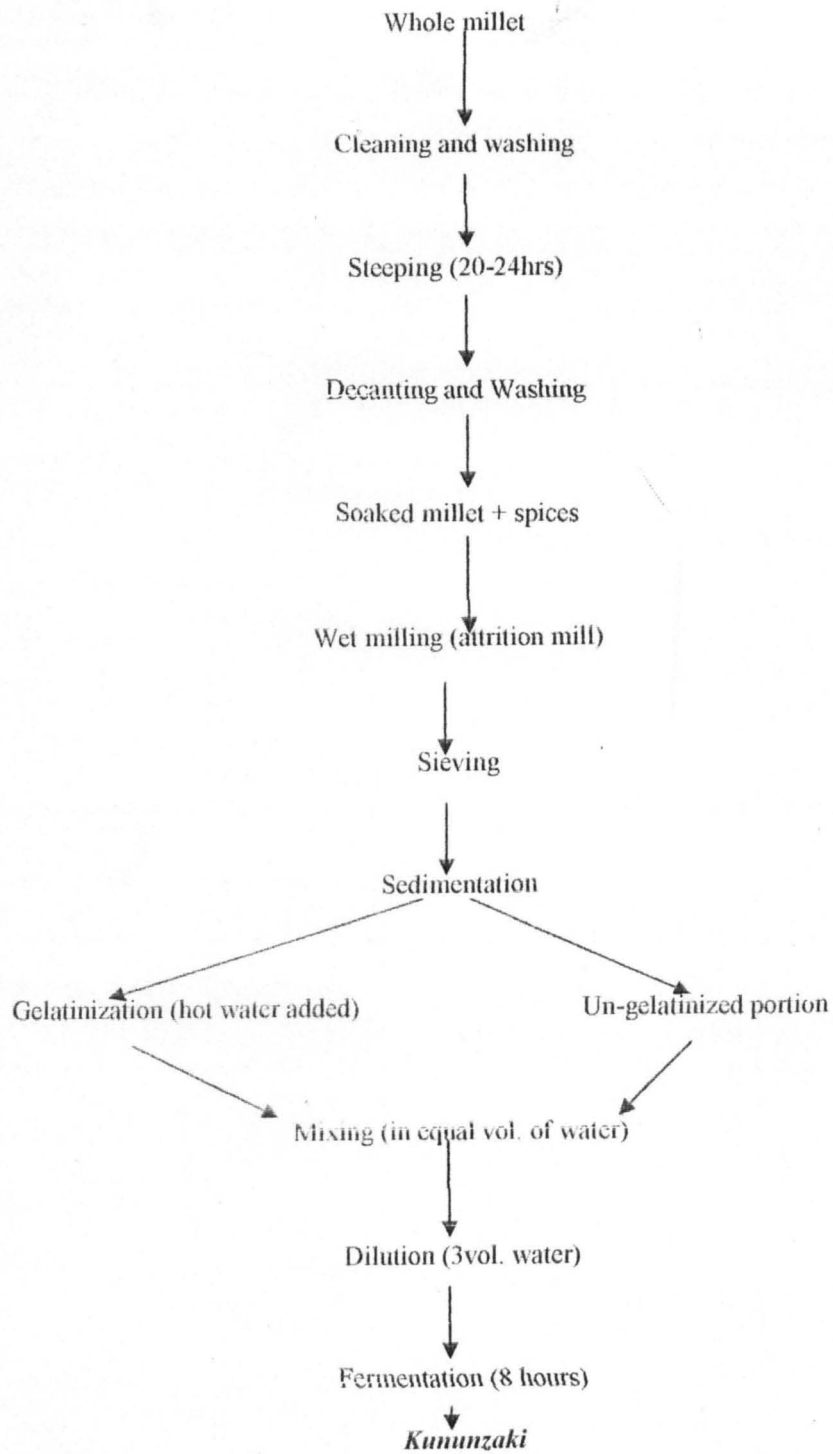 Whole millet
Cleaning and washing
Steeping (20-24hrs)
Decanting and Washing
Soaked millet + spices
Wet milling (attrition mill)
Sieving
Sedimentation
Gelatinization (hot water added)
Un-gelatinized portion
Mixing (in equal vol. of water)
Dilution (3vol. water)
Fermentation (8 hours)
Kununzaki